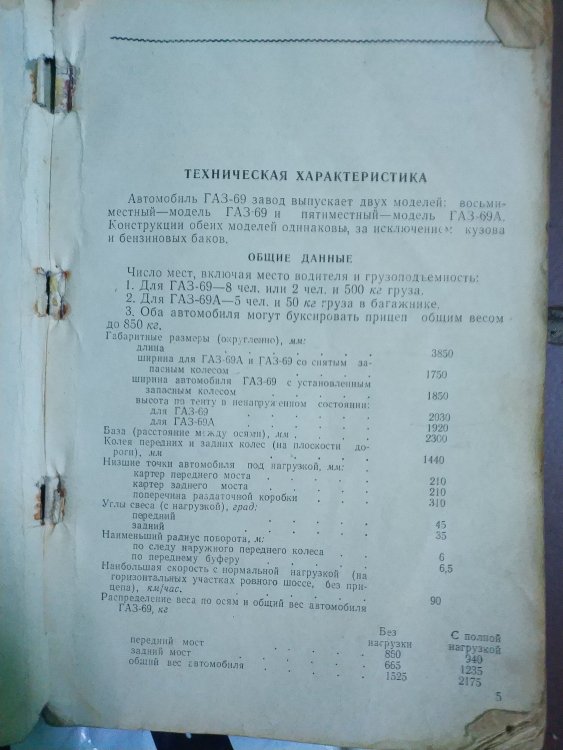 ТЕХНИЧЕСКАЯ ХАРАКТЕРИСТИКА
Автомобиль ГАЗ-69 завод выпускает двух моделей: восьми-
местный—модель ГАЗ-69 и пятиместный—модель ГАЗ-69А.
Конструкции обеих моделей одинаковы, за исключением кузова
и бензиновых баков.
ОБЩИЕ ДАННЫЕ
Число мест, включая место водителя и грузоподъемность:
1. Для ГАЗ-69—8 чел. или 2 чел. и 500 кг груза.
2. Для ГАЗ-69А—5 чел. и 50 кг груза в багажнике.
3. Оба автомобиля могут буксировать прицеп общим весом
до 850 кг.
Габаритные размеры (округленно), мм:
длина . . . . . . 3850
ширина для ГАЗ-69А и ГАЗ-69 со снятым за-
пасным колесом . . . . . 1750
ширина автомобиля ГАЗ-69 с установленным
запасным колесом . . . . . 1850
высота по тенту в ненагруженном состоянии:
для ГАЗ-69 . . . . . . 2030
для ГАЗ-69А . . . . . . 1920
База (расстояние между осями), мм . . . . 2300
Колея передних и задних колес (на плоскости до-
роги), мм . . . . . . 1440
Низшие точки автомобиля под нагрузкой, мм:
картер переднего моста . . . . . 210
картер заднего моста . . . . . 210
поперечина раздаточной коробки . . . . 310
Углы свеса (с нагрузкой), град:
передний . . . . . . 45
задний . . . . . . 35
Наименьший радиус поворота, м:
по следу наружного переднего колеса . . 6
по переднему буферу . . . . . 6,5
Наибольшая скорость с нормальной нагрузкой (на
горизонтальных участках ровного шоссе, без при-
цепа), км/час. . . . . . 90
Распределение веса по осям и общий вес автомобиля
ГАЗ-69, кг
Без С полной
нагрузки нагрузкой
передний мост . . . . . 860 940
задний мост . . . . . 665 1235
общий вес автомобиля . . . . . 1525 2175
5